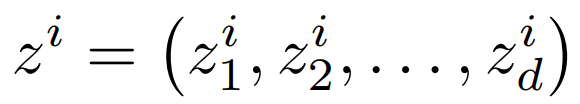 z^i = (z_1^i, z_2^i, ..., z_d^i)